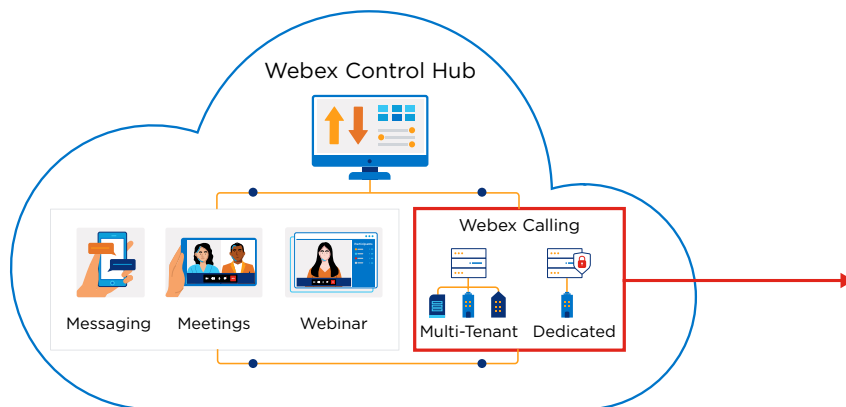 Webex Control Hub
Webex Calling
Messaging
Meetings
Webinar
Multi-Tenant
Dedicated